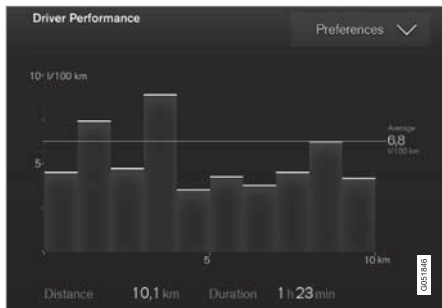 Driver Performance
Preferences
10- l/100 km
Average
6,8
l/100 km
5
5
10 km
Distance 10,1 km Duration 1 h 23 min
G051846